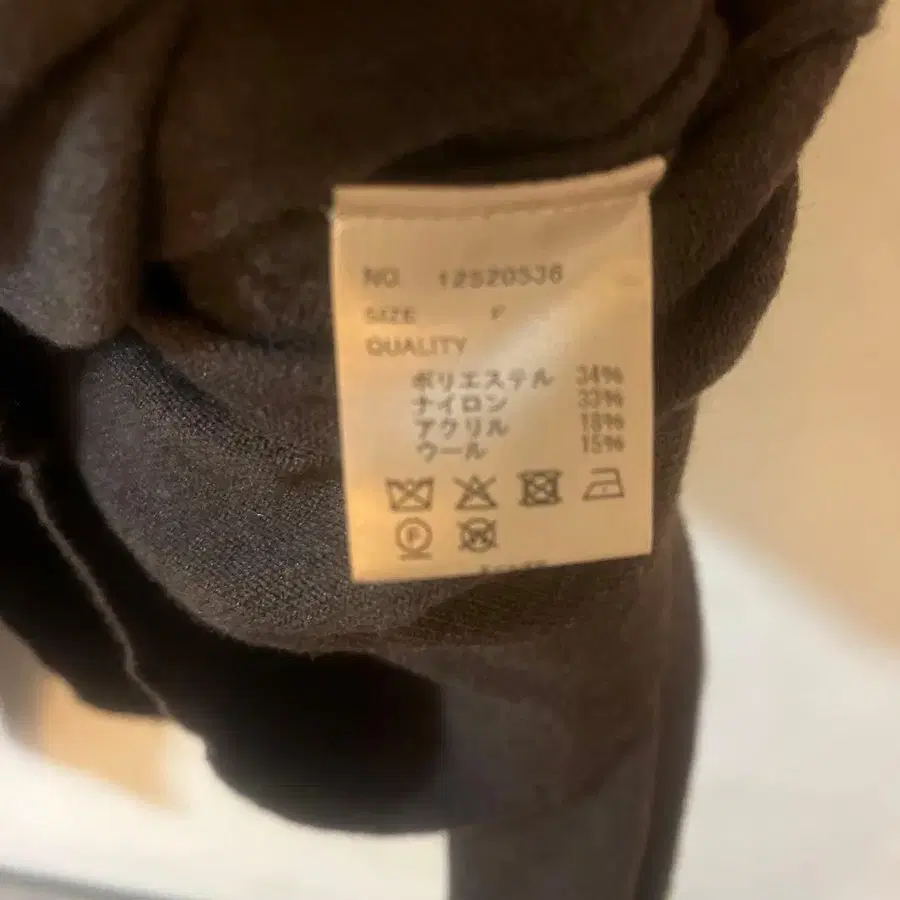 NO. 12520536
SIZE F
QUALITY
ポリエステル 34%
ナイロン 33%
アクリル 18%
ウール 15%
F